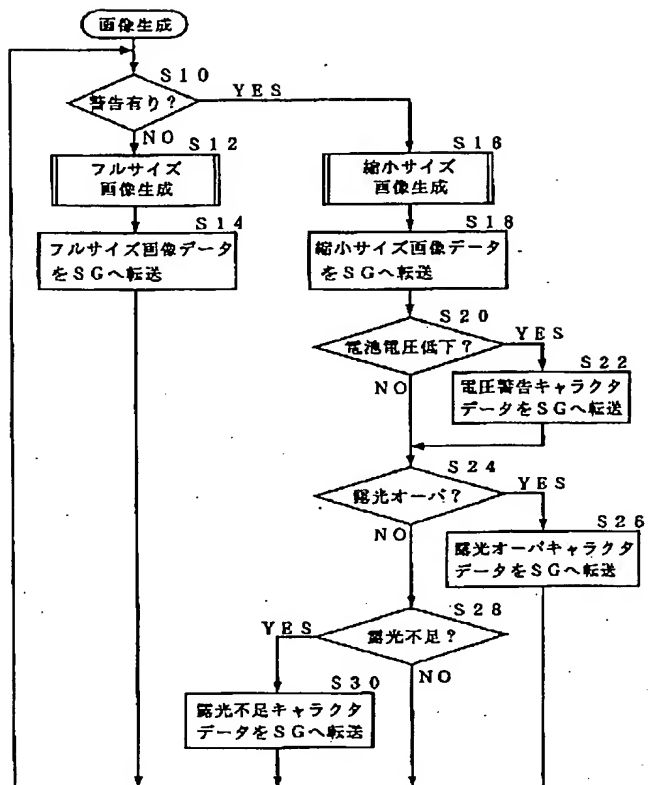 画像生成
S10
警告有り?
YES
NO
S12
フルサイズ
画像生成
S16
縮小サイズ
画像生成
S14
フルサイズ画像データ
をSGへ転送
S18
縮小サイズ画像データ
をSGへ転送
S20
電池電圧低下?
YES
NO
S22
電圧警告キャラクタ
データをSGへ転送
S24
露光オーバ?
YES
NO
S26
露光オーバキャラクタ
データをSGへ転送
S28
露光不足?
YES
NO
S30
露光不足キャラクタ
データをSGへ転送